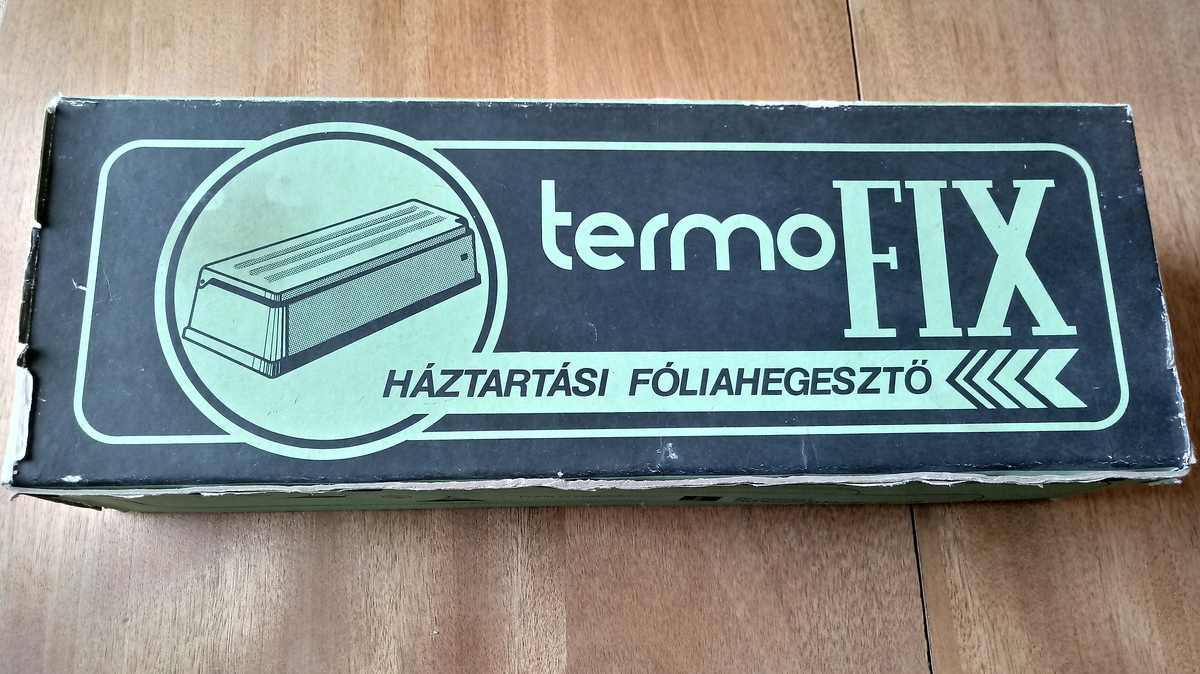 termoFIX
HÁZTARTÁSI FÓLIAHEGESZTŐ